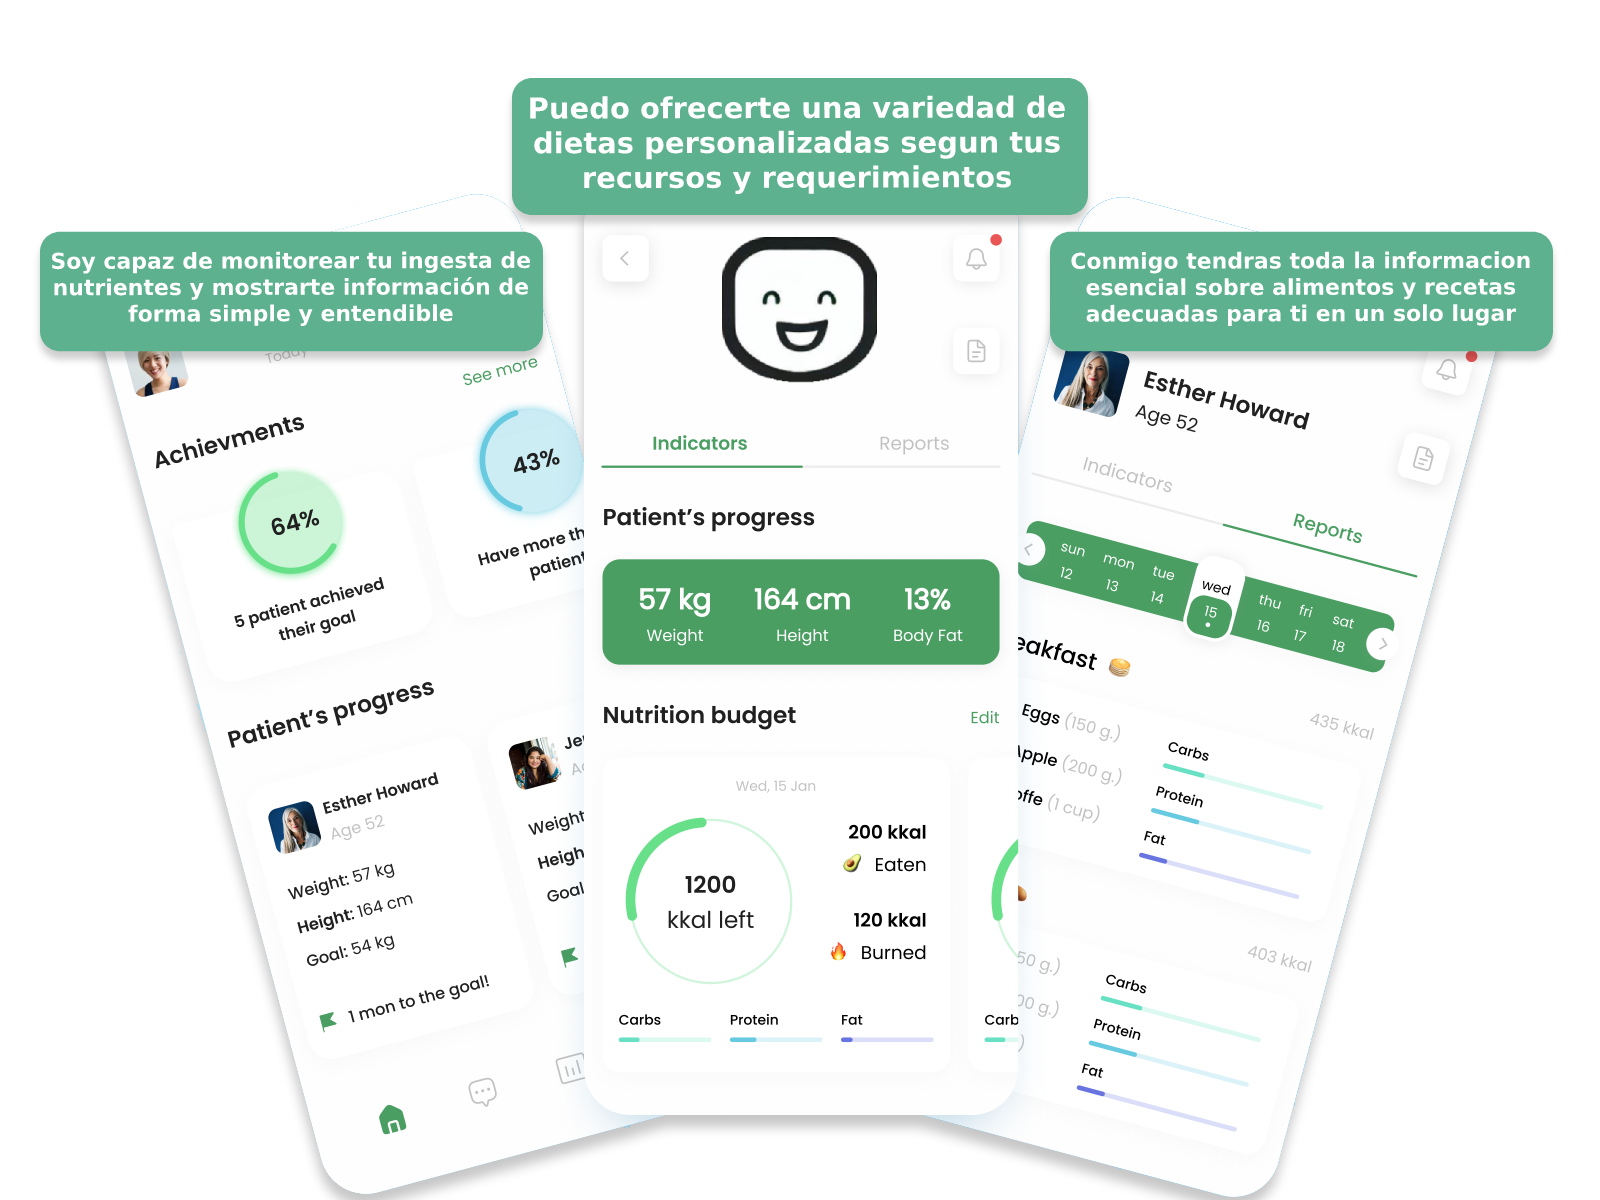 Puedo ofrecerte una variedad de
dietas personalizadas segun tus
recursos y requerimientos
Soy capaz de monitorear tu ingesta de
nutrientes y mostrarte información de
forma simple y entendible
Conmigo tendras toda la informacion
esencial sobre alimentos y recetas
adecuadas para ti en un solo lugar
Today
See more
Achievments
64%
5 patient achieved
their goal
43%
Have more th
patient
Patient's progress
Esther Howard
Age 52
Weight: 57 kg
Height: 164 cm
Goal: 54 kg
1 mon to the goal!
Jer
Weight
Heigh
Goal
Indicators
Reports
Patient's progress
57 kg
164 cm
13%
Weight
Height
Body Fat
Nutrition budget
Edit
Wed, 15 Jan
1200
kkal left
200 kkal
Eaten
120 kkal
Burned
Carbs
Protein
Fat
Carb
Esther Howard
Age 52
Indicators
Reports
sun
mon
tue
wed
thu
fri
sat
12
13
14
15
16
17
18
eakfast
435 kkal
Eggs (150 g.)
Apple (200 g.)
offe (1 cup)
Carbs
Protein
Fat
403 kkal
50 g.)
00 g.)
)
Carbs
Protein
Fat